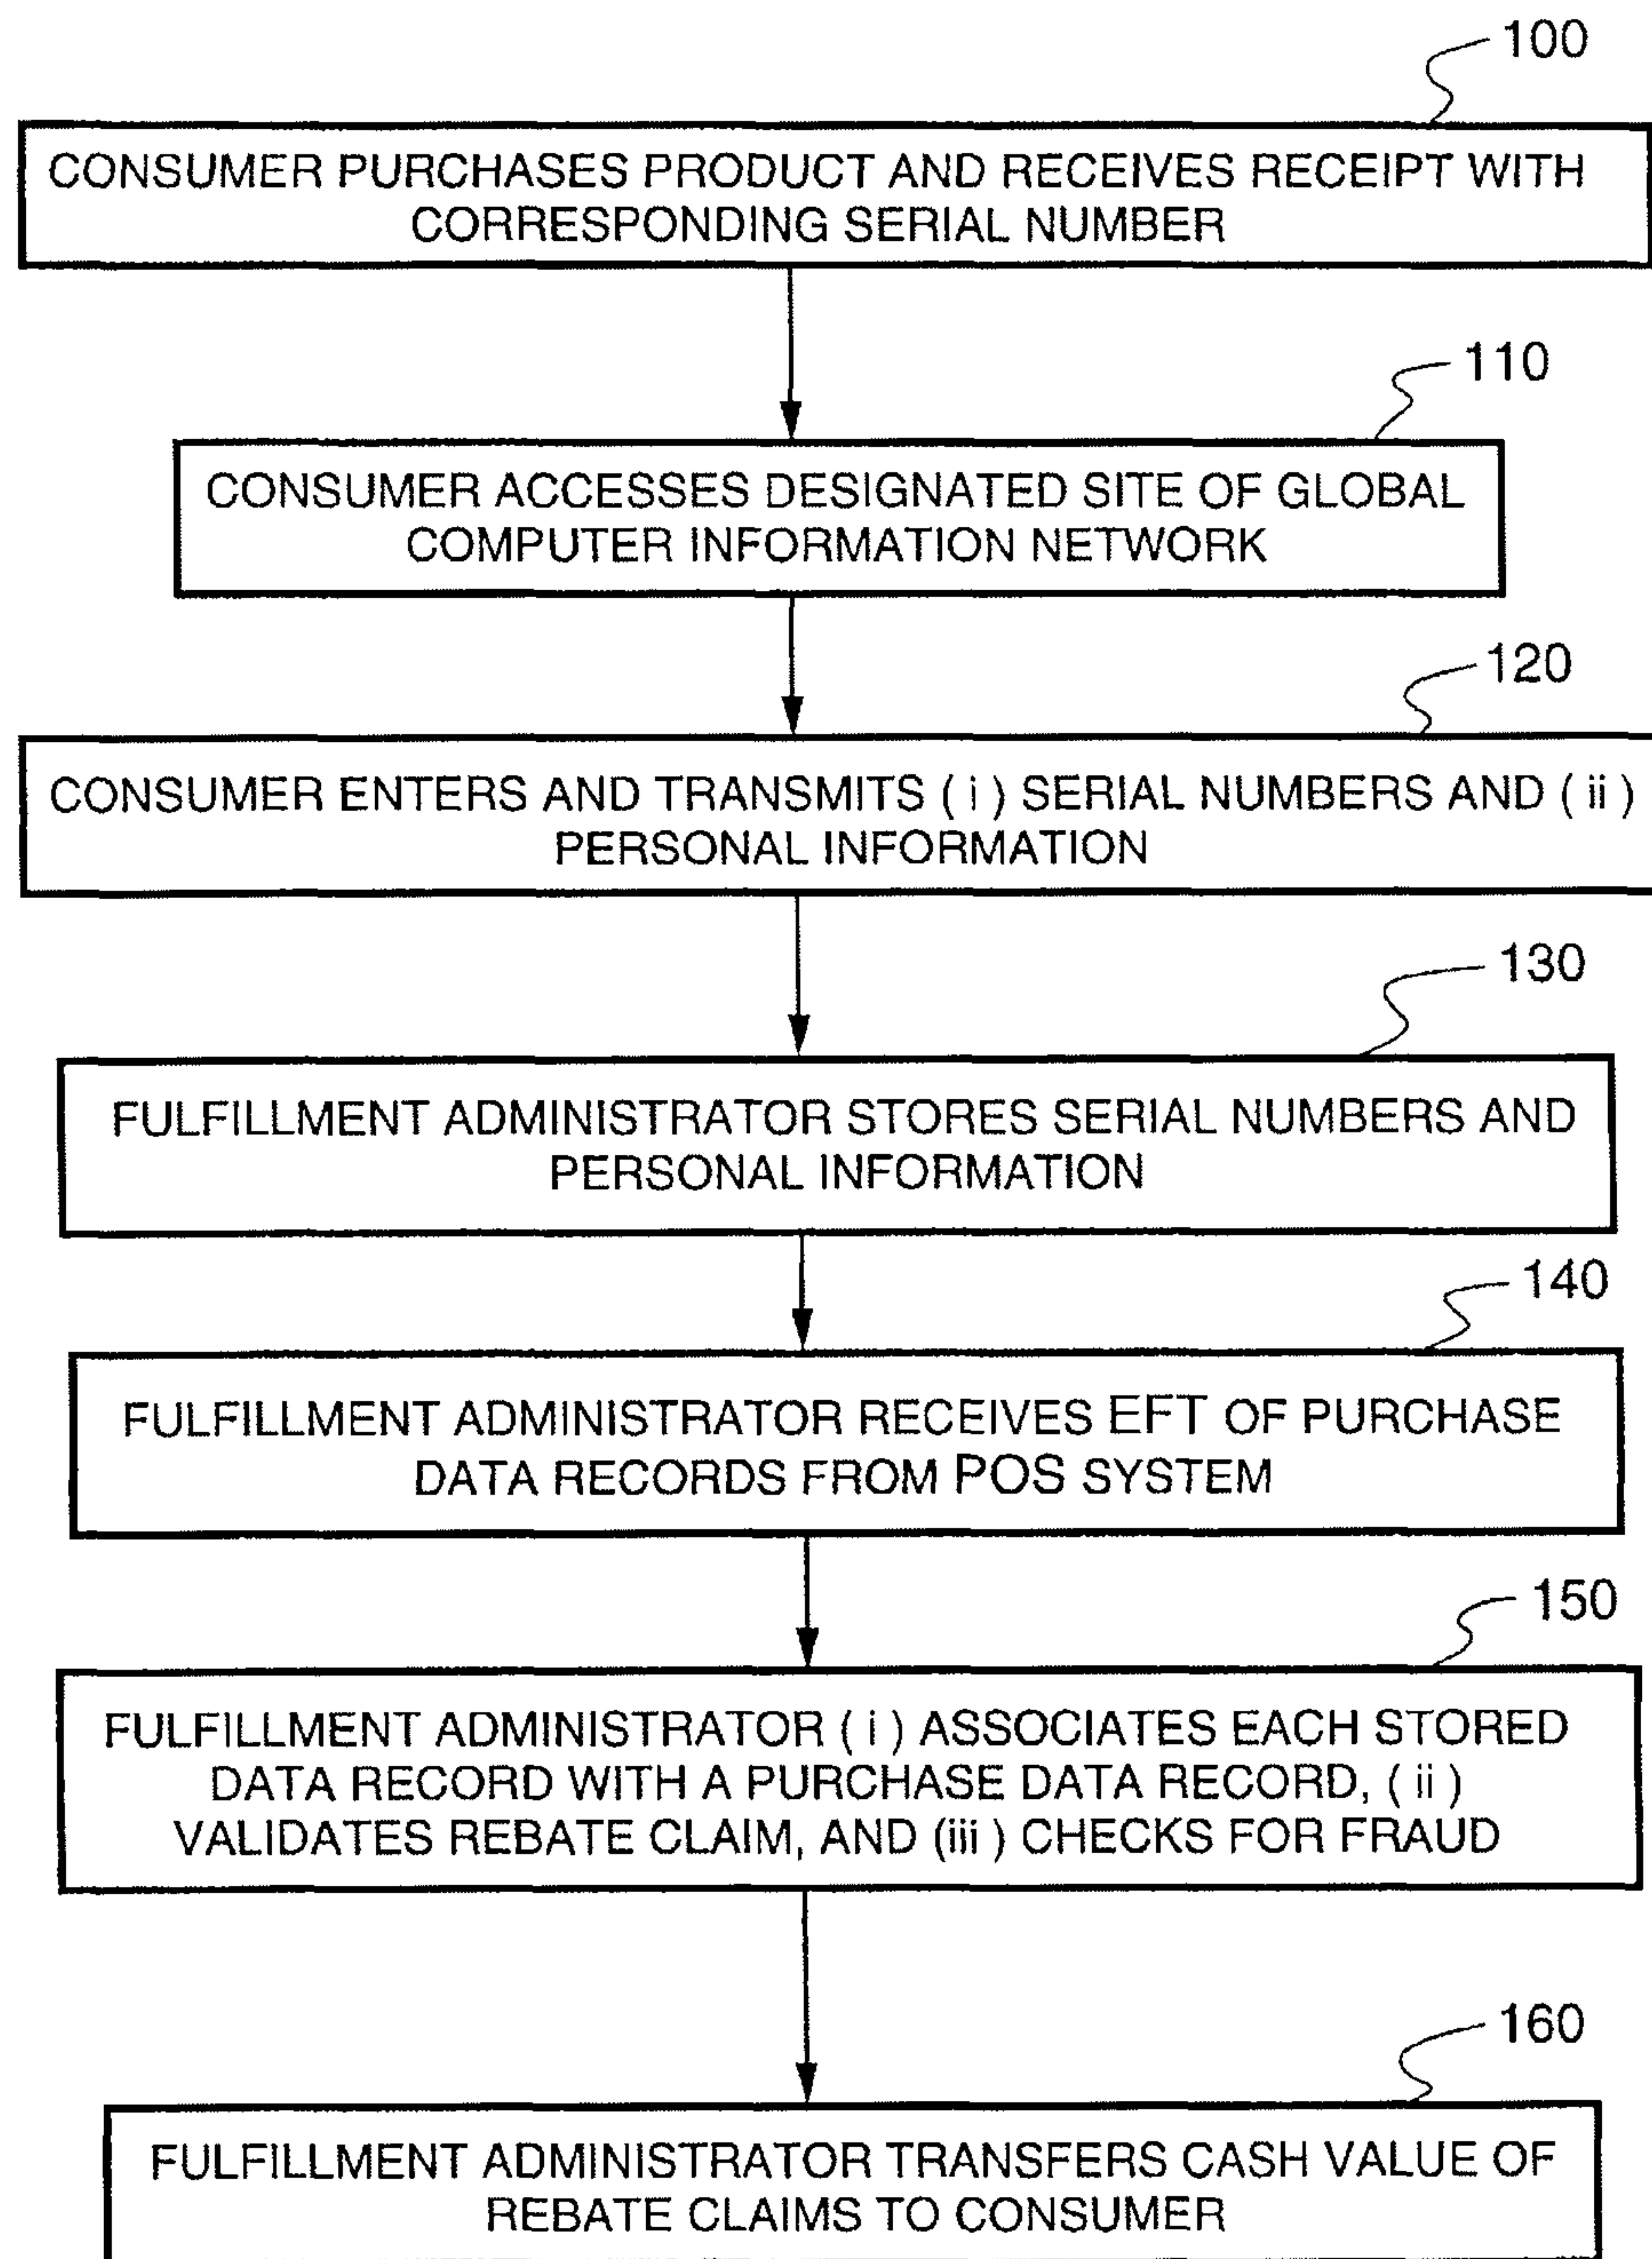 100
CONSUMER PURCHASES PRODUCT AND RECEIVES RECEIPT WITH
CORRESPONDING SERIAL NUMBER
110
CONSUMER ACCESSES DESIGNATED SITE OF GLOBAL
COMPUTER INFORMATION NETWORK
120
CONSUMER ENTERS AND TRANSMITS ( i ) SERIAL NUMBERS AND ( ii )
PERSONAL INFORMATION
130
FULFILLMENT ADMINISTRATOR STORES SERIAL NUMBERS AND
PERSONAL INFORMATION
140
FULFILLMENT ADMINISTRATOR RECEIVES EFT OF PURCHASE
DATA RECORDS FROM POS SYSTEM
150
FULFILLMENT ADMINISTRATOR ( i ) ASSOCIATES EACH STORED
DATA RECORD WITH A PURCHASE DATA RECORD, ( ii )
VALIDATES REBATE CLAIM, AND (iii ) CHECKS FOR FRAUD
160
FULFILLMENT ADMINISTRATOR TRANSFERS CASH VALUE OF
REBATE CLAIMS TO CONSUMER